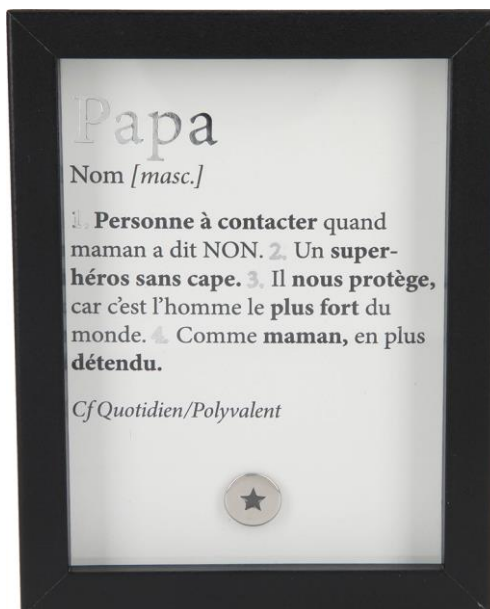 Papa
Nom [masc.]
1. Personne à contacter quand
maman a dit NON. 2. Un super-
héros sans cape. 3. Il nous protège,
car c'est l'homme le plus fort du
monde. 4. Comme maman, en plus
détendu.
Cf Quotidien/Polyvalent